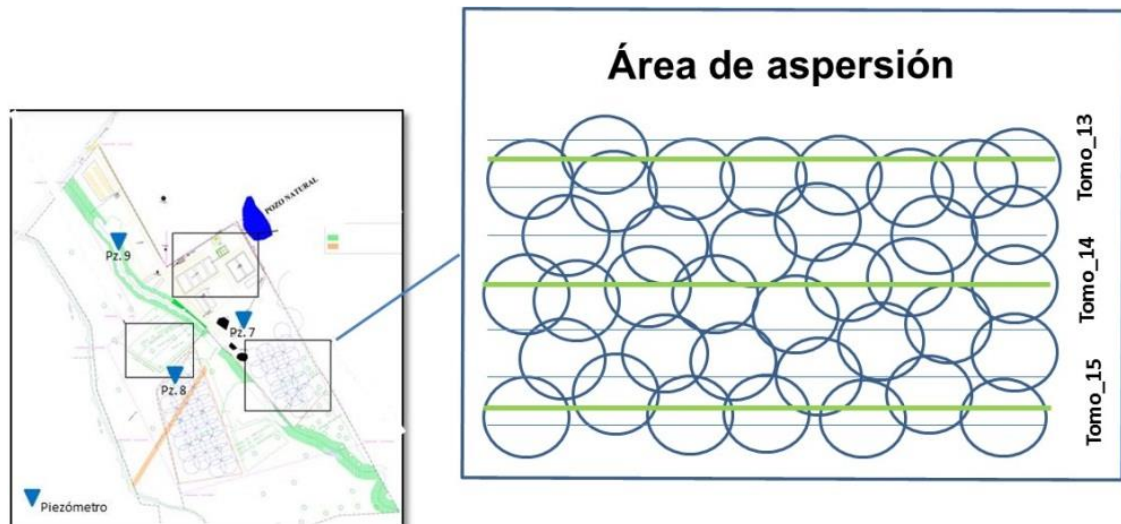 Área de aspersión
Tomo_13
Tomo_14
Tomo_15
POZO NATURAL
Pz. 9
Pz. 7
Pz. 8
Piezómetro